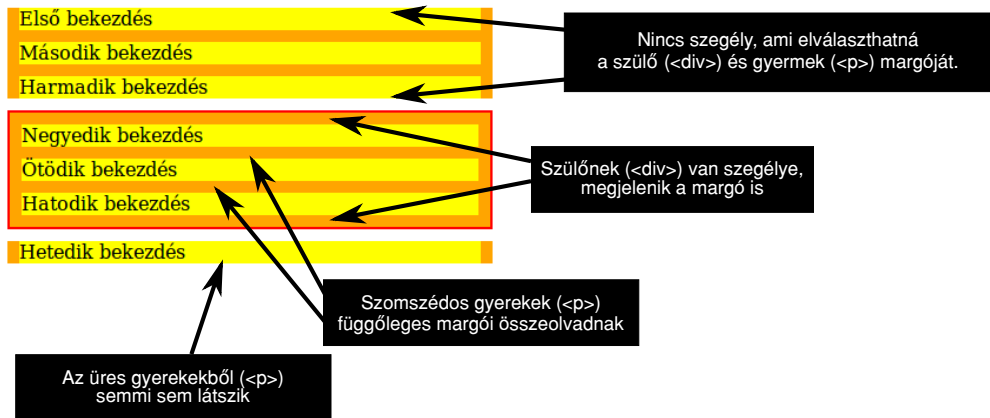 Első bekezdés
Második bekezdés
Harmadik bekezdés
Nincs szegély, ami elválaszthatná
a szülő (<div>) és gyermek (<p>) margóját.
Negyedik bekezdés
Ötödik bekezdés
Hatodik bekezdés
Szülőnek (<div>) van szegélye,
megjelenik a margó is
Hetedik bekezdés
Szomszédos gyerekek (<p>)
függőleges margói összeolvadnak
Az üres gyerekekből (<p>)
semmi sem látszik